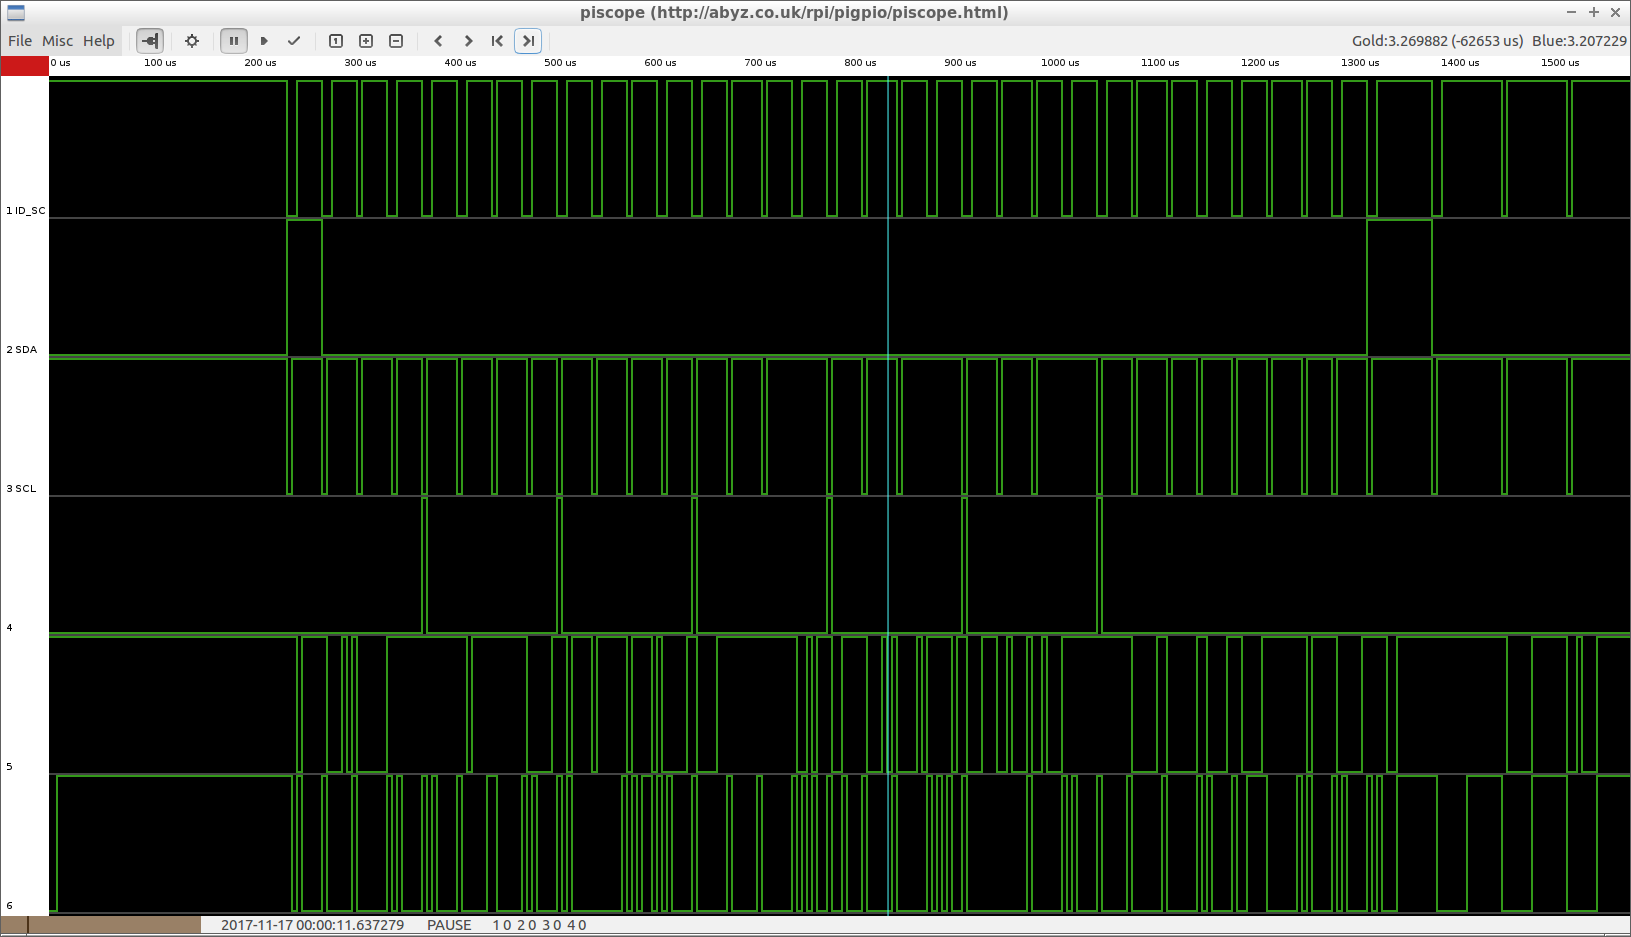 piscope (http://abyz.co.uk/rpi/pigpio/piscope.html)
File Misc Help 1 Gold:3.269882 (-62653 us) Blue:3.207229
0 us 100 us 200 us 300 us 400 us 500 us 600 us 700 us 800 us 900 us 1000 us 1100 us 1200 us 1300 us 1400 us 1500 us
1 ID_SC
2 SDA
3 SCL
4
5
6
2017-11-17 00:00:11.637279 PAUSE 1 0 2 0 3 0 4 0